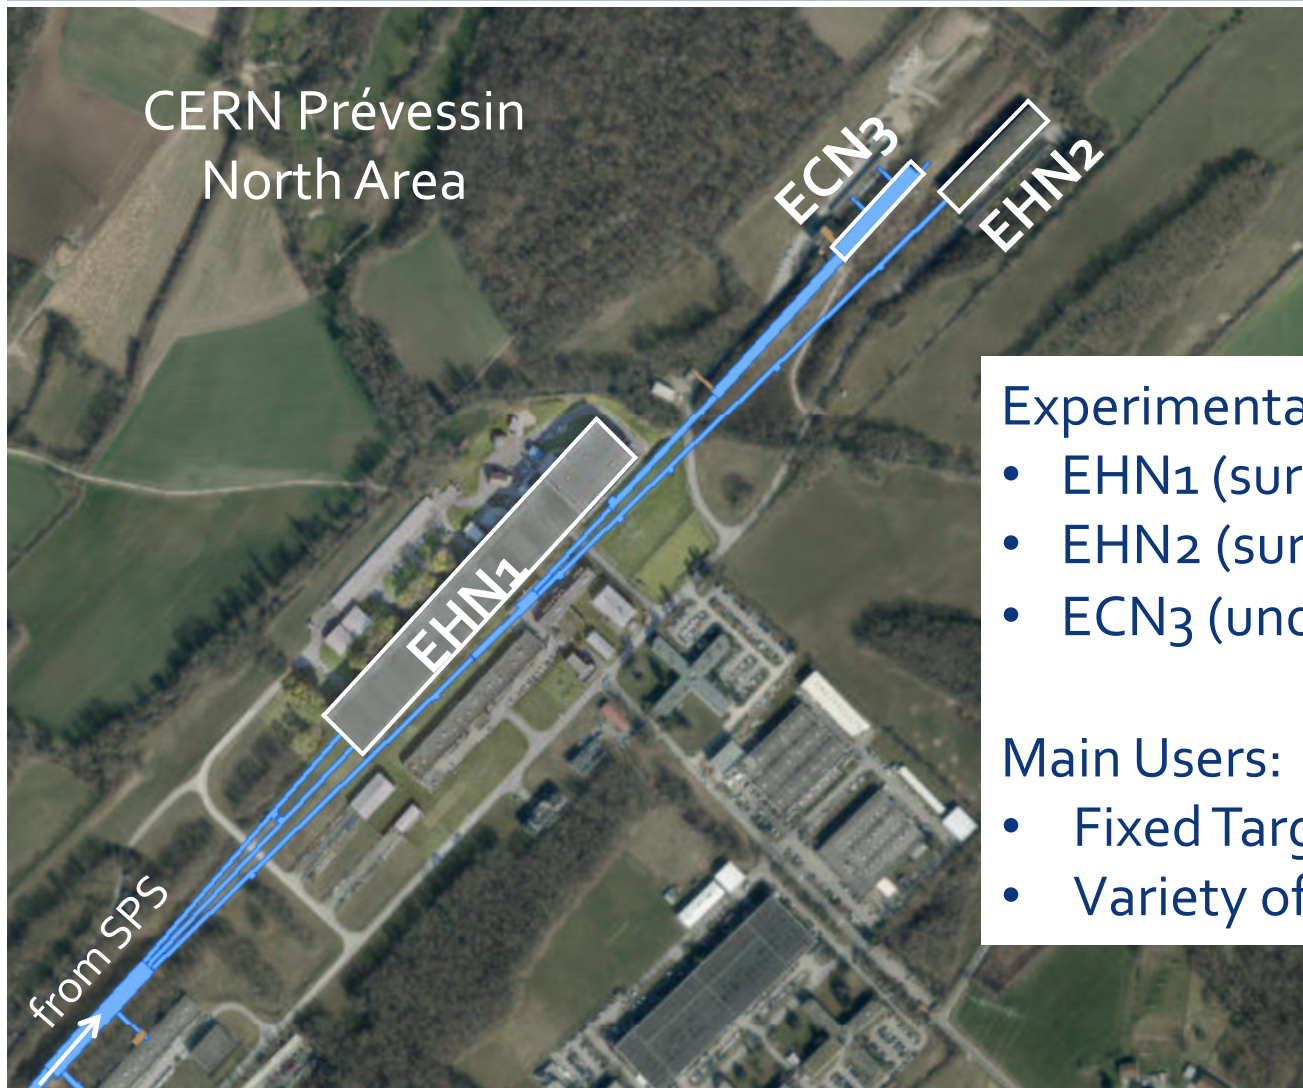 CERN Prévessin
North Area
ECN3
EHN2
EHN1
from SPS
Experimenta
• EHN1 (sur
• EHN2 (sur
• ECN3 (und
Main Users:
• Fixed Targ
• Variety of